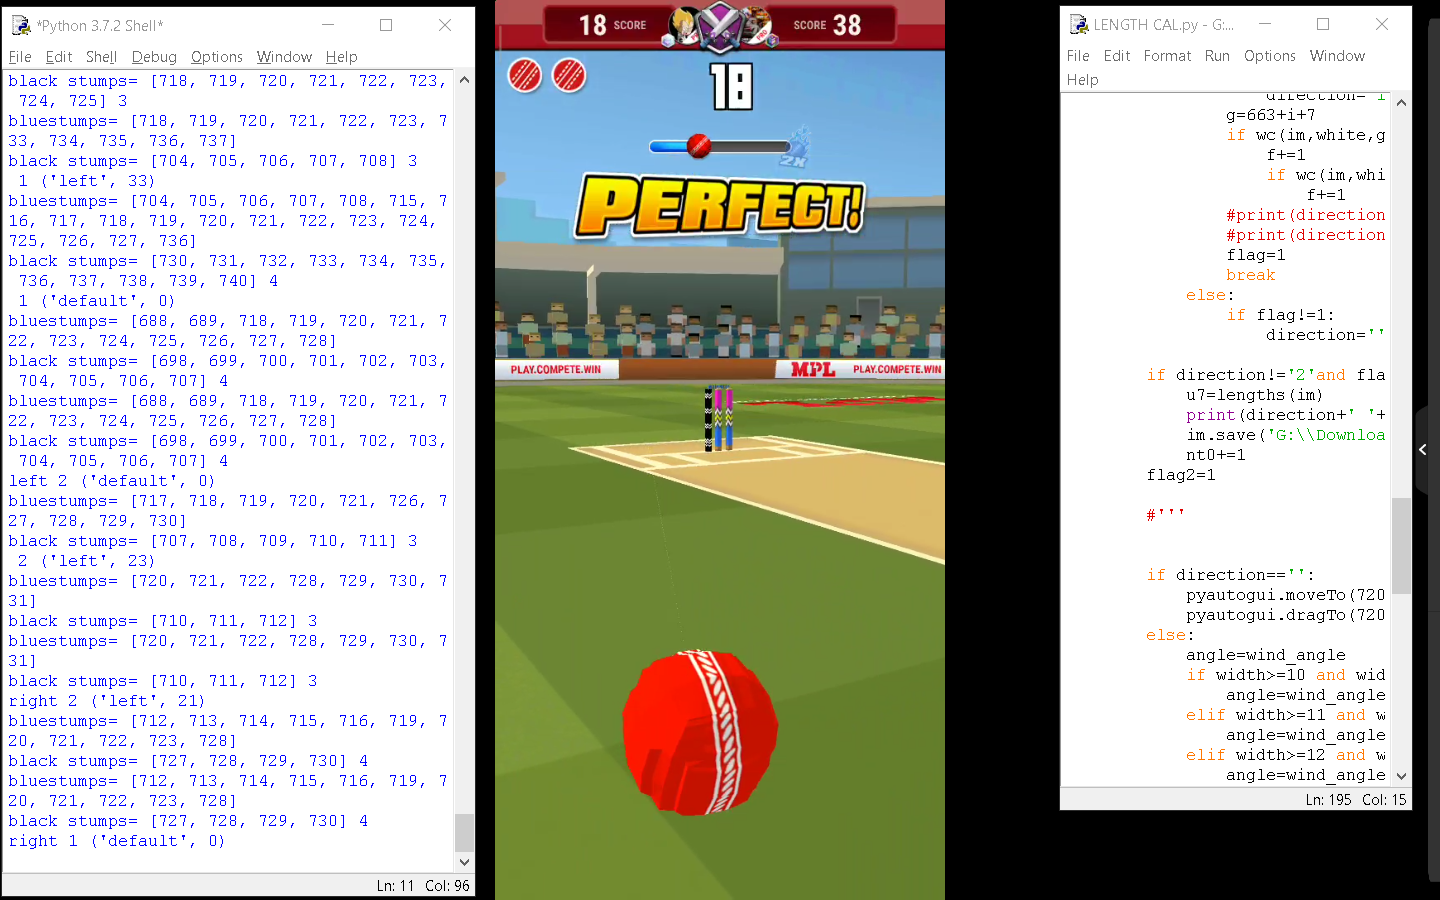 *Python 3.7.2 Shell*
File Edit Shell Debug Options Window Help
black stumps= [718, 719, 720, 721, 722, 723,
724, 725] 3
bluestumps= [718, 719, 720, 721, 722, 723, 7
33, 734, 735, 736, 737]
black stumps= [704, 705, 706, 707, 708] 3
1 ('left', 33)
bluestumps= [704, 705, 706, 707, 708, 715, 7
16, 717, 718, 719, 720, 721, 722, 723, 724,
725, 726, 727, 736]
black stumps= [730, 731, 732, 733, 734, 735,
736, 737, 738, 739, 740] 4
1 ('default', 0)
bluestumps= [688, 689, 718, 719, 720, 721, 7
22, 723, 724, 725, 726, 727, 728]
black stumps= [698, 699, 700, 701, 702, 703,
704, 705, 706, 707] 4
bluestumps= [688, 689, 718, 719, 720, 721, 7
22, 723, 724, 725, 726, 727, 728]
black stumps= [698, 699, 700, 701, 702, 703,
704, 705, 706, 707] 4
left 2 ('default', 0)
bluestumps= [717, 718, 719, 720, 721, 726, 7
27, 728, 729, 730]
black stumps= [707, 708, 709, 710, 711] 3
2 ('left', 23)
bluestumps= [720, 721, 722, 728, 729, 730, 7
31]
black stumps= [710, 711, 712] 3
bluestumps= [720, 721, 722, 728, 729, 730, 7
31]
black stumps= [710, 711, 712] 3
right 2 ('left', 21)
bluestumps= [712, 713, 714, 715, 716, 719, 7
20, 721, 722, 723, 728]
black stumps= [727, 728, 729, 730] 4
bluestumps= [712, 713, 714, 715, 716, 719, 7
20, 721, 722, 723, 728]
black stumps= [727, 728, 729, 730] 4
right 1 ('default', 0)
Ln: 11 Col: 96
18 SCORE SCORE 38
PRO
18
2X
PERFECT!
PLAY.COMPETE.WIN MPL PLAY.COMPETE.WIN
LENGTH CAL.py - G:...
File Edit Format Run Options Window
Help
direction='l
g=663+i+7
if wc(im,white,g
f+=1
if wc(im,whi
f+=1
#print(direction
#print(direction
flag=1
break
else:
if flag!=1:
direction=''
if direction!='2'and fla
u7=lengths(im)
print(direction+' '+
im.save('G:\\Downloa
nt0+=1
flag2=1
#'''
if direction=='':
pyautogui.moveTo(720
pyautogui.dragTo(720
else:
angle=wind_angle
if width>=10 and wid
angle=wind_angle
elif width>=11 and w
angle=wind_angle
elif width>=12 and w
angle=wind_angle
Ln: 195 Col: 15